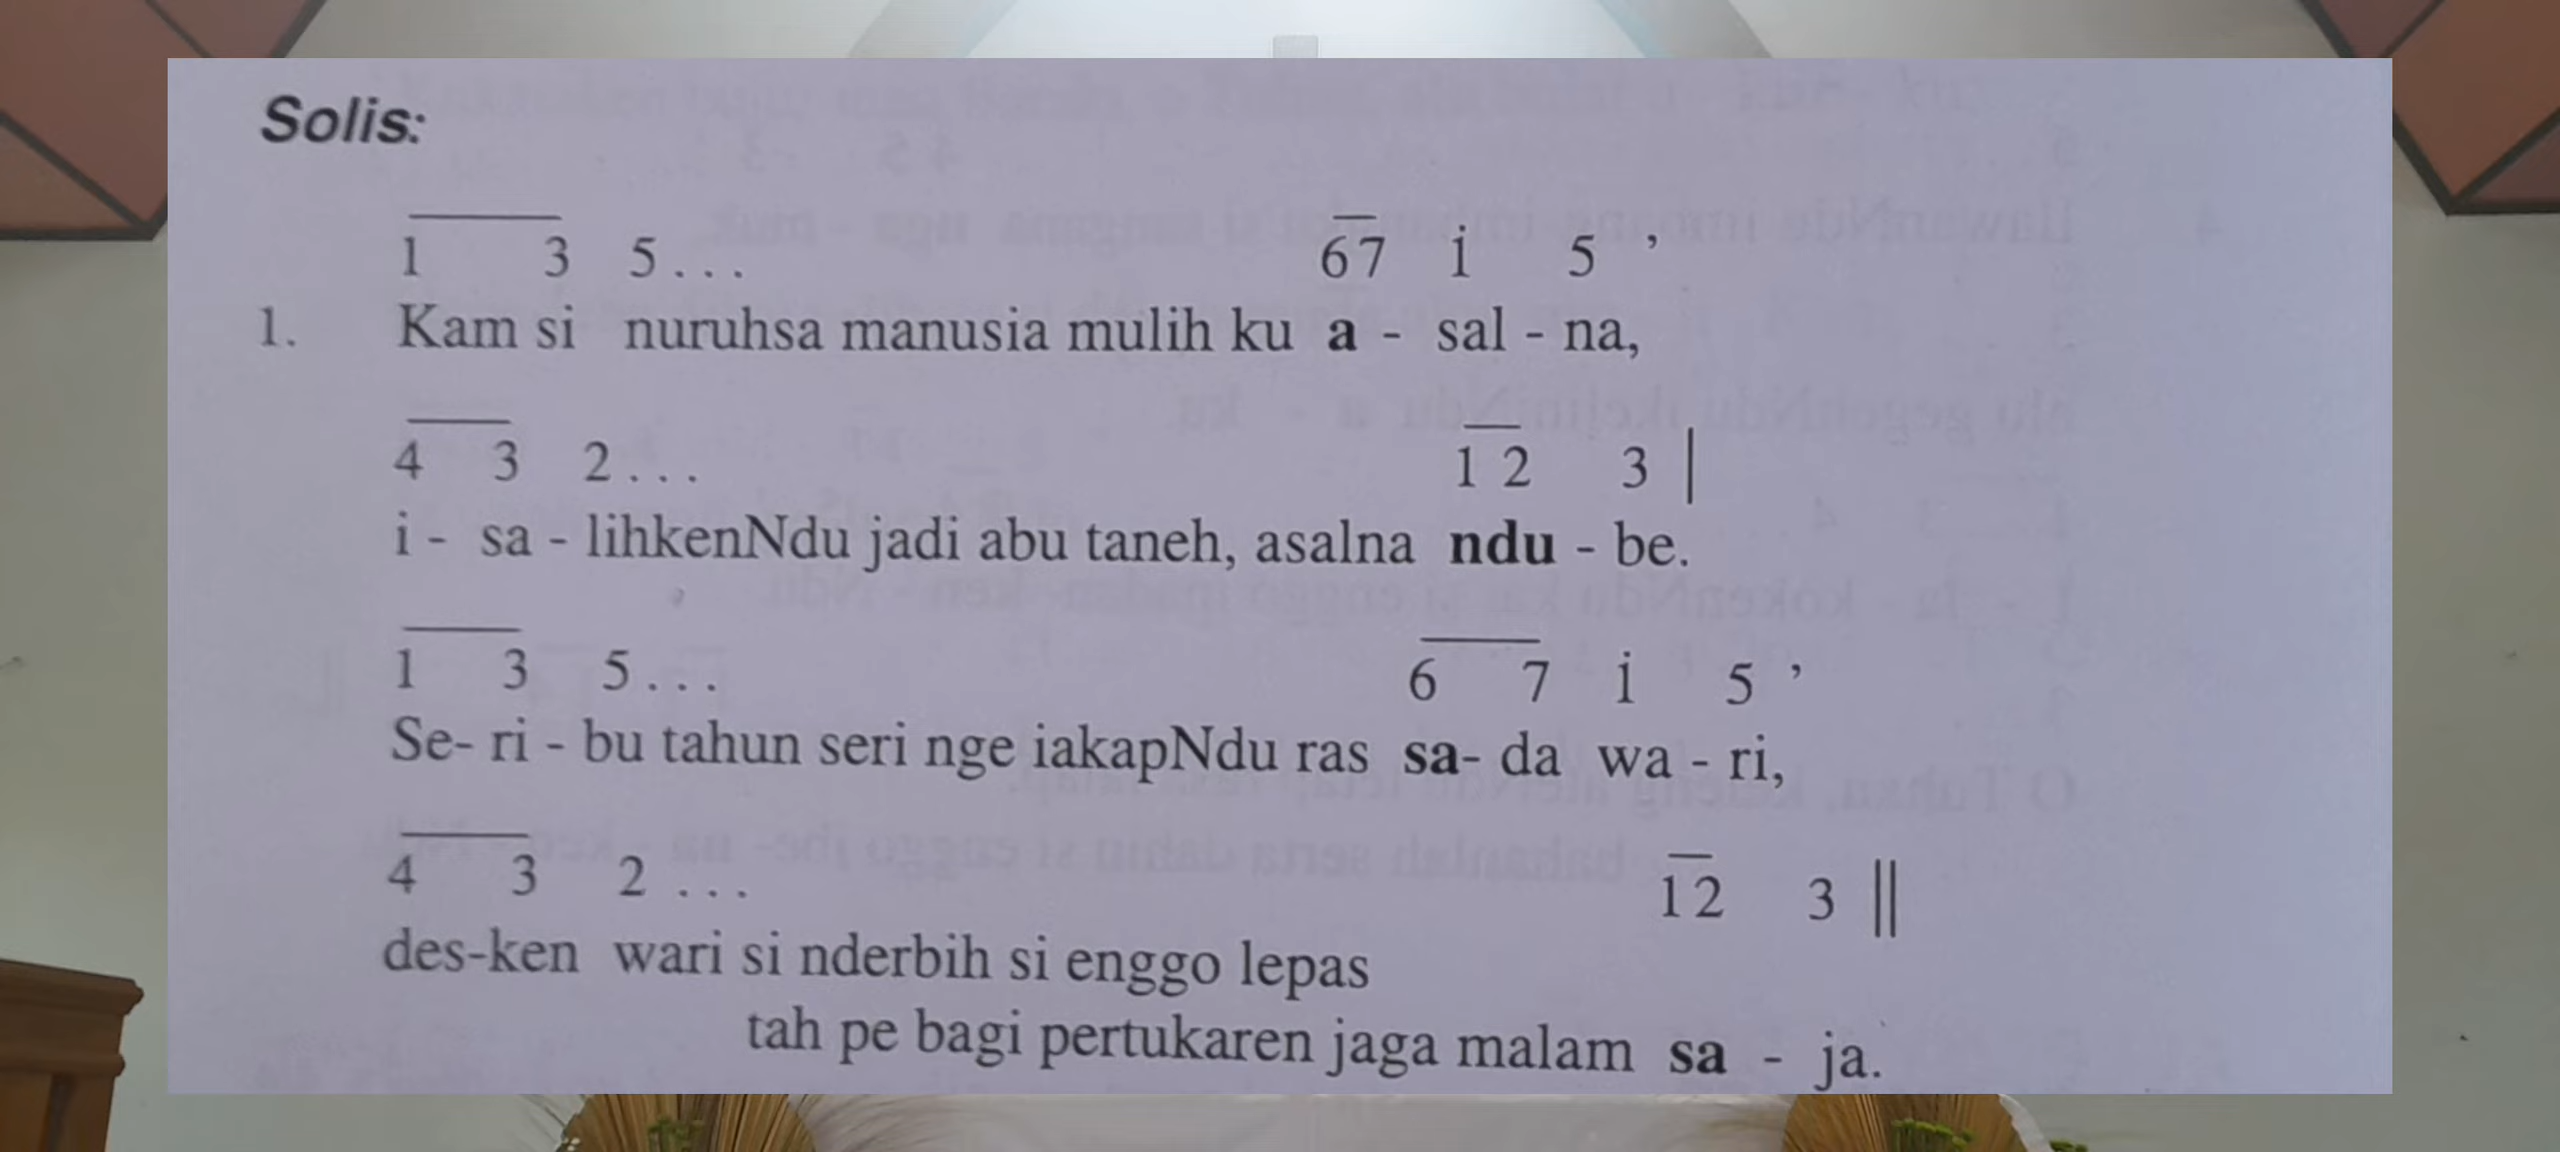 Solis:
1 3 5... 67 i 5 ’
1. Kam si nuruhsa manusia mulih ku a - sal - na,
4 3 2... 1 2 3 |
i - sa - lihkenNdu jadi abu taneh, asalna ndu - be.
1 3 5... 6 7 i 5 ’
Se- ri - bu tahun seri nge iakapNdu ras sa- da wa - ri,
4 3 2 ... 12 3 ||
des-ken wari si nderbih si enggo lepas
tah pe bagi pertukaren jaga malam sa - ja.